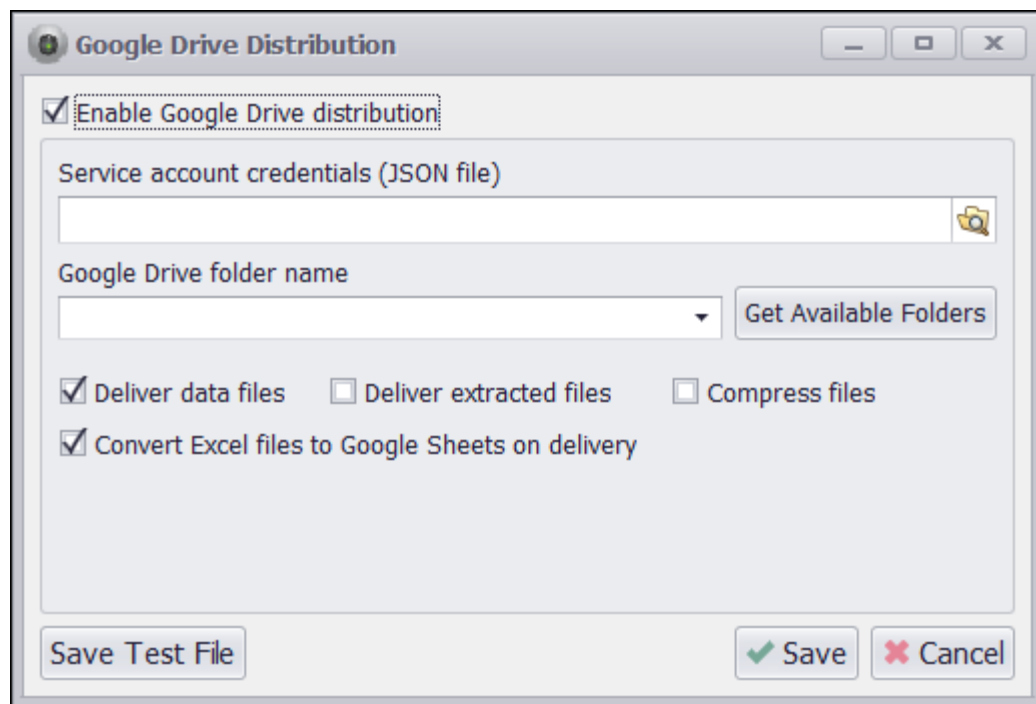 Google Drive Distribution
Enable Google Drive distribution
Service account credentials (JSON file)
Google Drive folder name
Get Available Folders
Deliver data files Deliver extracted files Compress files
Convert Excel files to Google Sheets on delivery
Save Test File Save Cancel